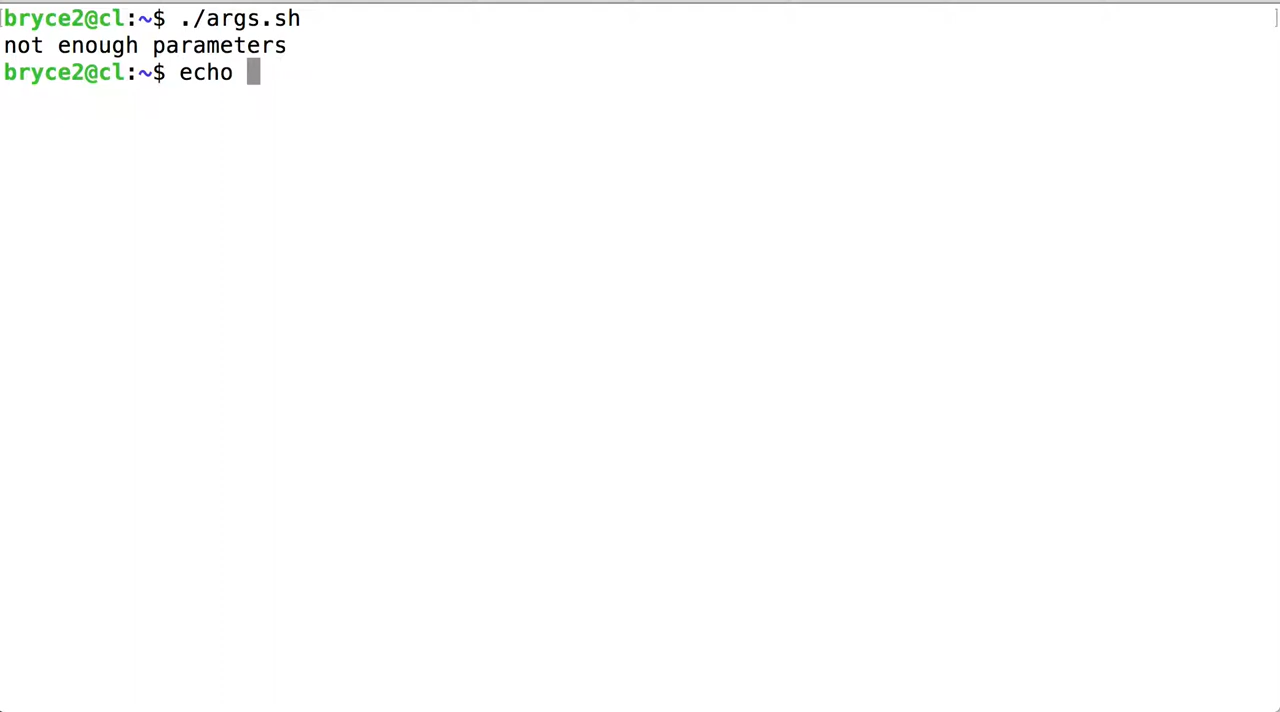 bryce2@cl:~$ ./args.sh
not enough parameters
bryce2@cl:~$ echo